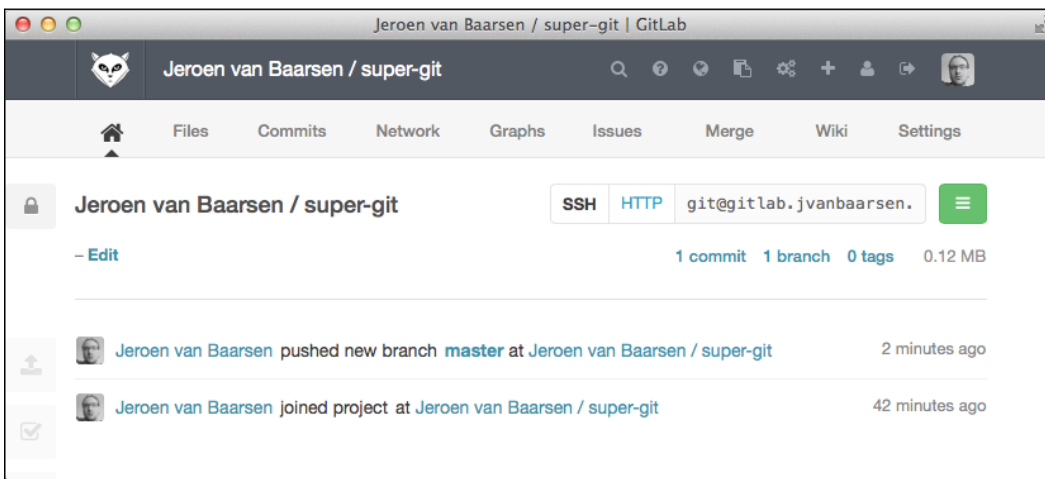 Jeroen van Baarsen / super-git | GitLab
Jeroen van Baarsen / super-git
Files Commits Network Graphs Issues Merge Wiki Settings
Jeroen van Baarsen / super-git SSH HTTP git@gitlab.jvanbaarsen.
– Edit 1 commit 1 branch 0 tags 0.12 MB
Jeroen van Baarsen pushed new branch master at Jeroen van Baarsen / super-git 2 minutes ago
Jeroen van Baarsen joined project at Jeroen van Baarsen / super-git 42 minutes ago